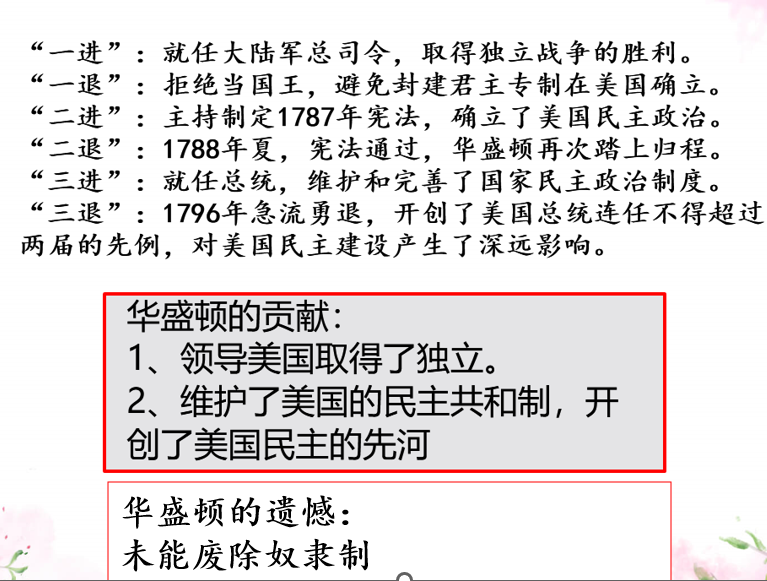 “一进”：就任大陆军总司令，取得独立战争的胜利。
“一退”：拒绝当国王，避免封建君主专制在美国确立。
“二进”：主持制定1787年宪法，确立了美国民主政治。
“二退”：1788年夏，宪法通过，华盛顿再次踏上归程。
“三进”：就任总统，维护和完善了国家民主政治制度。
“三退”：1796年急流勇退，开创了美国总统连任不得超过
两届的先例，对美国民主建设产生了深远影响。
华盛顿的贡献：
1、领导美国取得了独立。
2、维护了美国的民主共和制，开
创了美国民主的先河
华盛顿的遗憾：
未能废除奴隶制